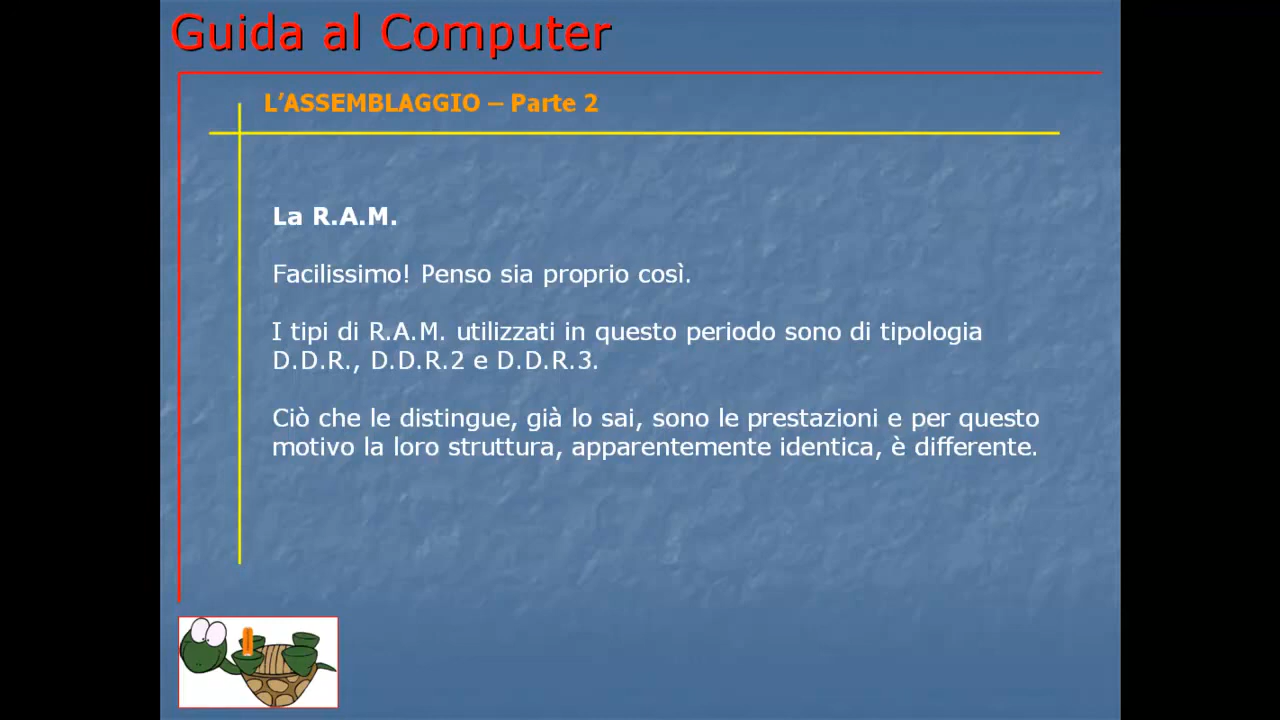 Guida al Computer
L’ASSEMBLAGGIO – Parte 2
La R.A.M.
Facilissimo! Penso sia proprio così.
I tipi di R.A.M. utilizzati in questo periodo sono di tipologia
D.D.R., D.D.R.2 e D.D.R.3.
Ciò che le distingue, già lo sai, sono le prestazioni e per questo
motivo la loro struttura, apparentemente identica, è differente.